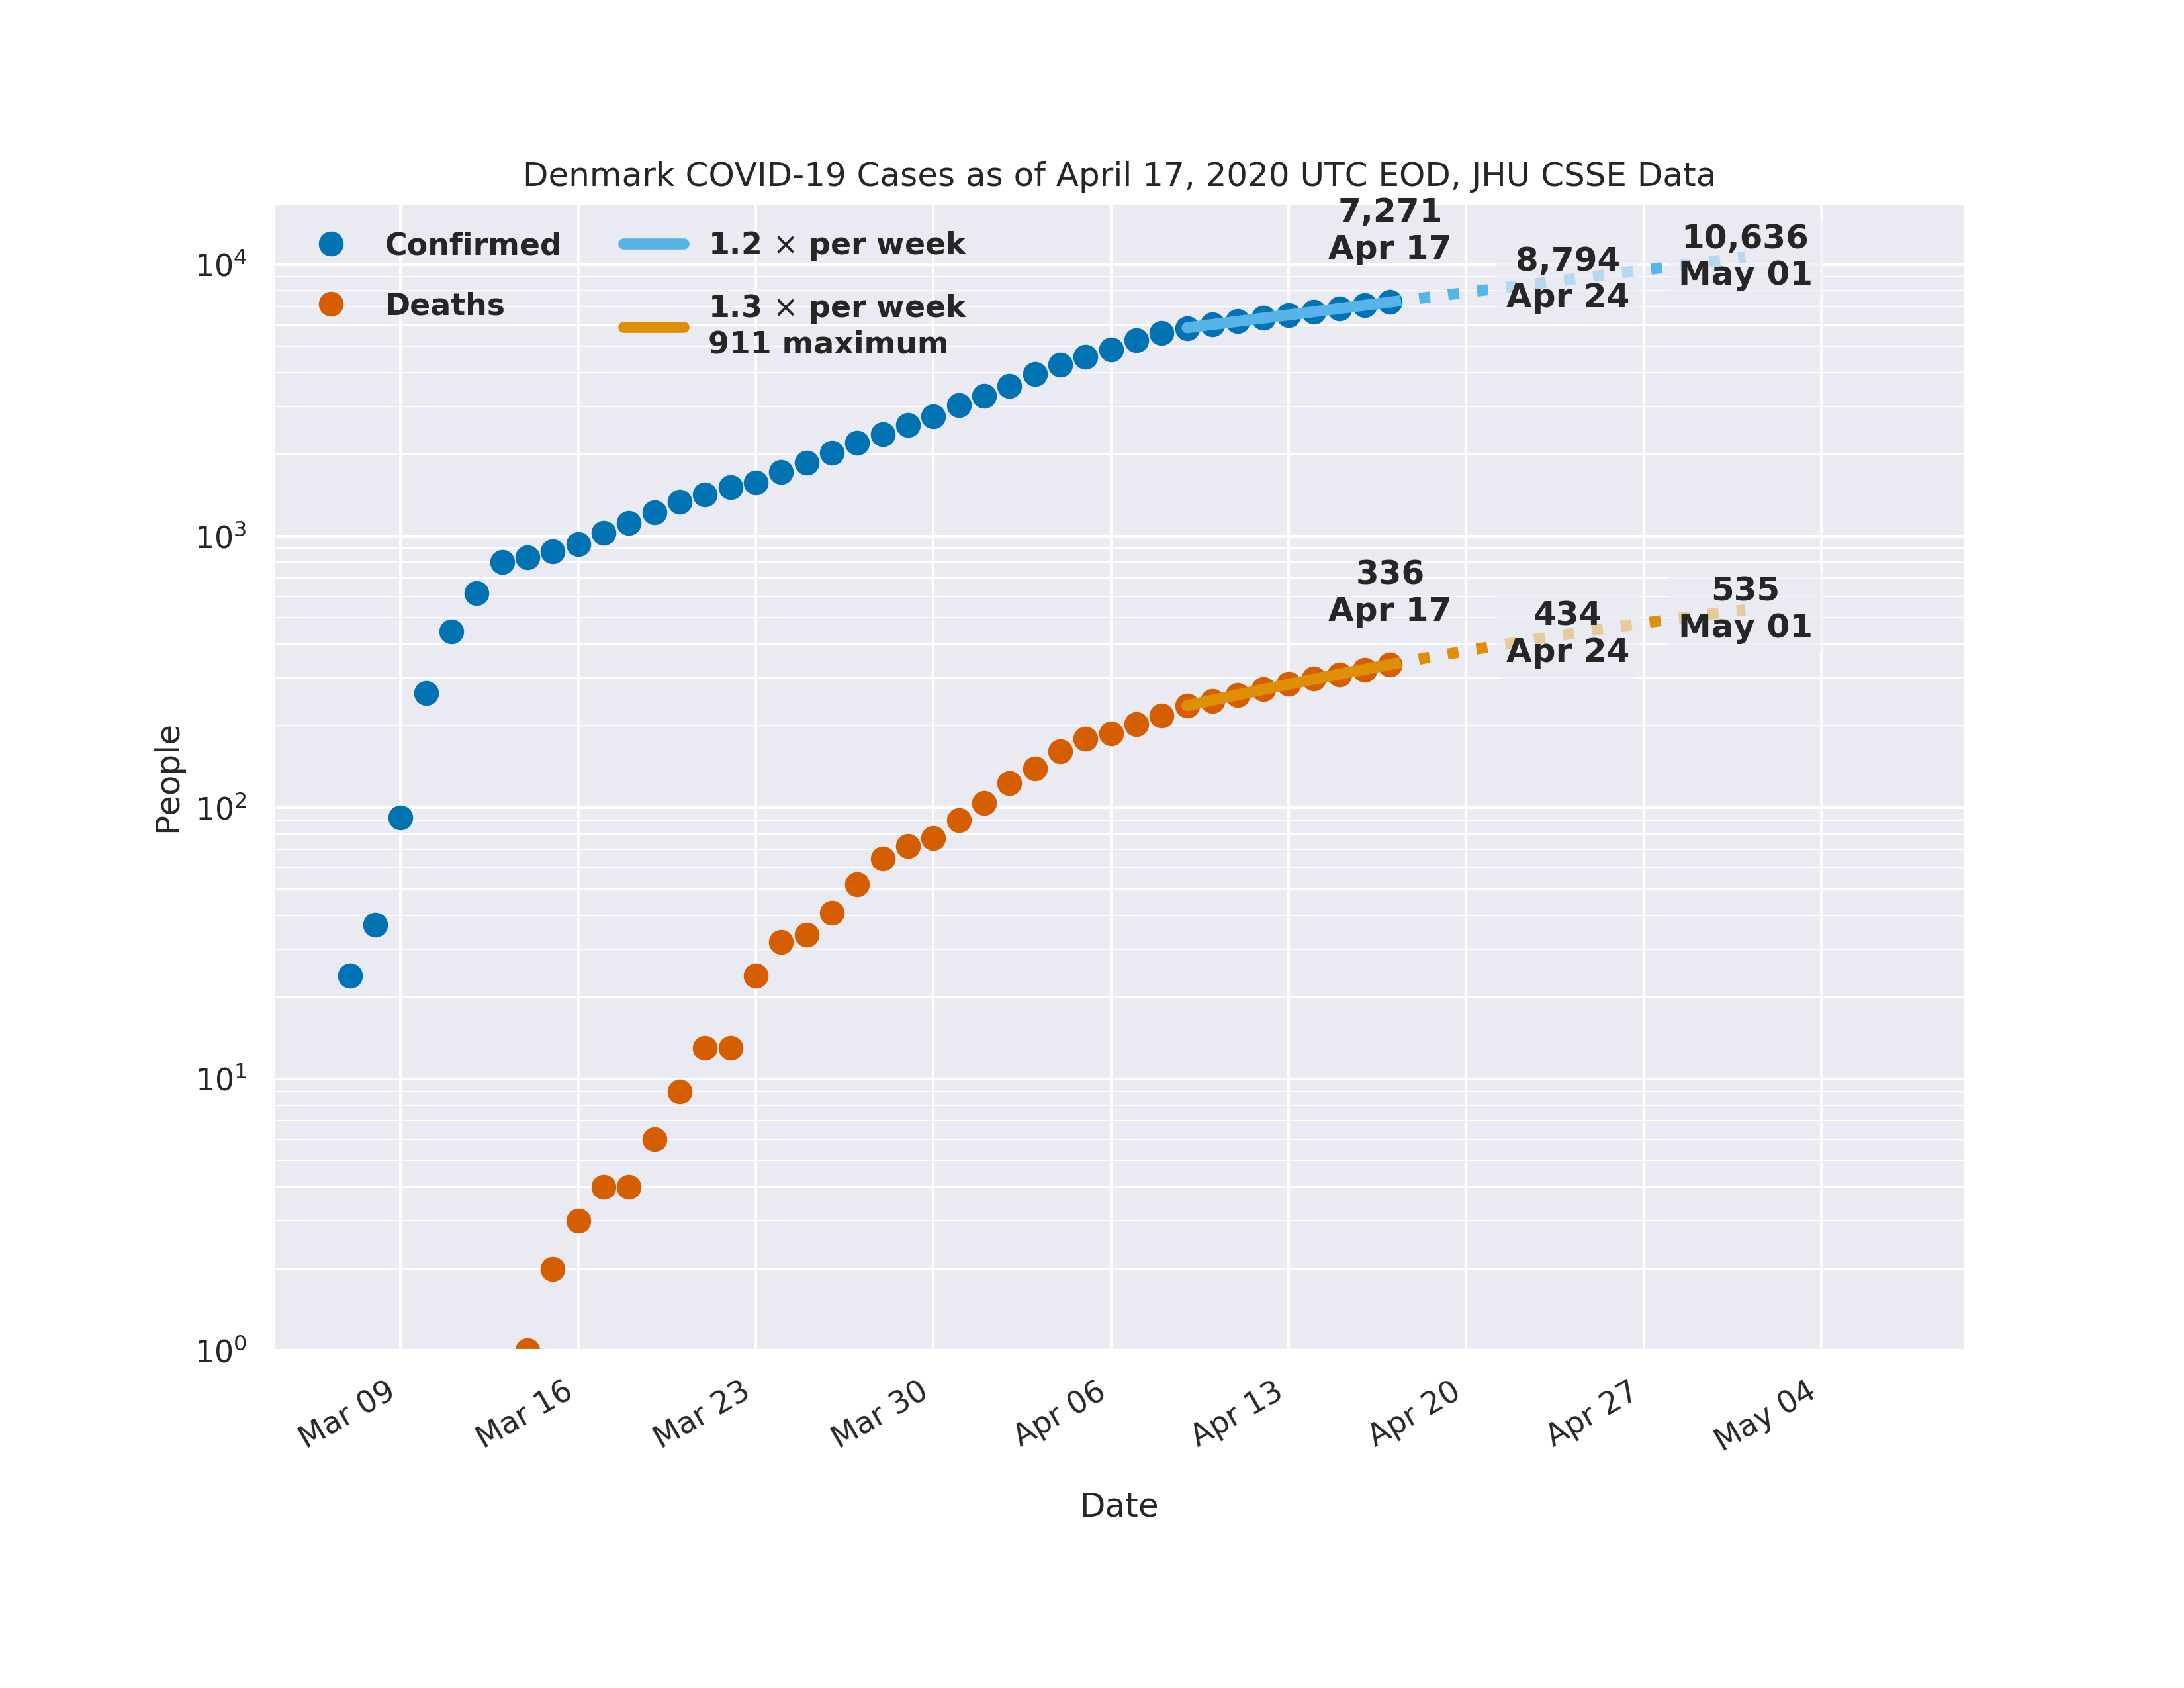 Denmark COVID-19 Cases as of April 17, 2020 UTC EOD, JHU CSSE Data
Confirmed
Deaths
1.2 × per week
1.3 × per week
911 maximum
7,271
Apr 17
8,794
Apr 24
10,636
May 01
336
Apr 17
434
Apr 24
535
May 01
People
10⁴
10³
10²
10¹
10⁰
Mar 09
Mar 16
Mar 23
Mar 30
Apr 06
Apr 13
Apr 20
Apr 27
May 04
Date